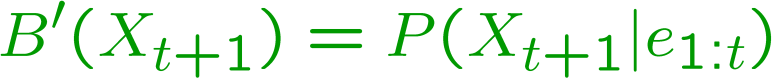 B′(X_{t+1}) = P(X_{t+1}|e_{1:t})